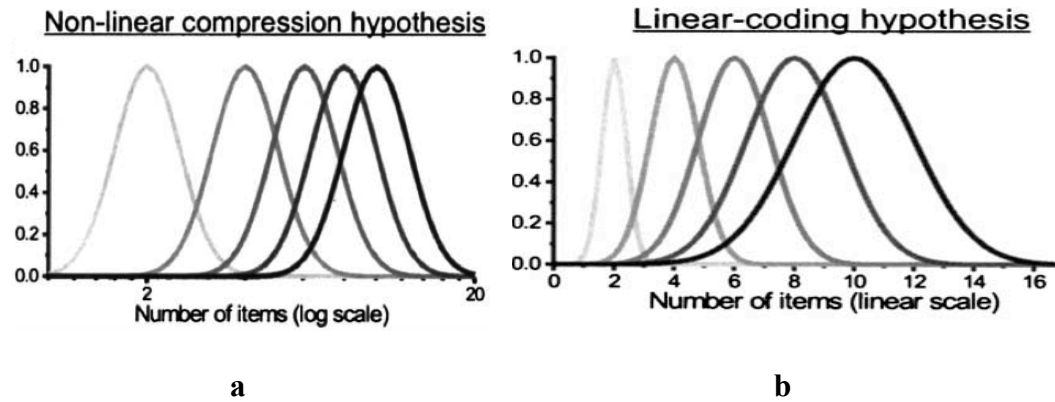 Non-linear compression hypothesis
1.0
0.8
0.6
0.4
0.2
0.0
2
20
Number of items (log scale)
a
Linear-coding hypothesis
1.0
0.8
0.6
0.4
0.2
0.0
0 2 4 6 8 10 12 14 16
Number of items (linear scale)
b